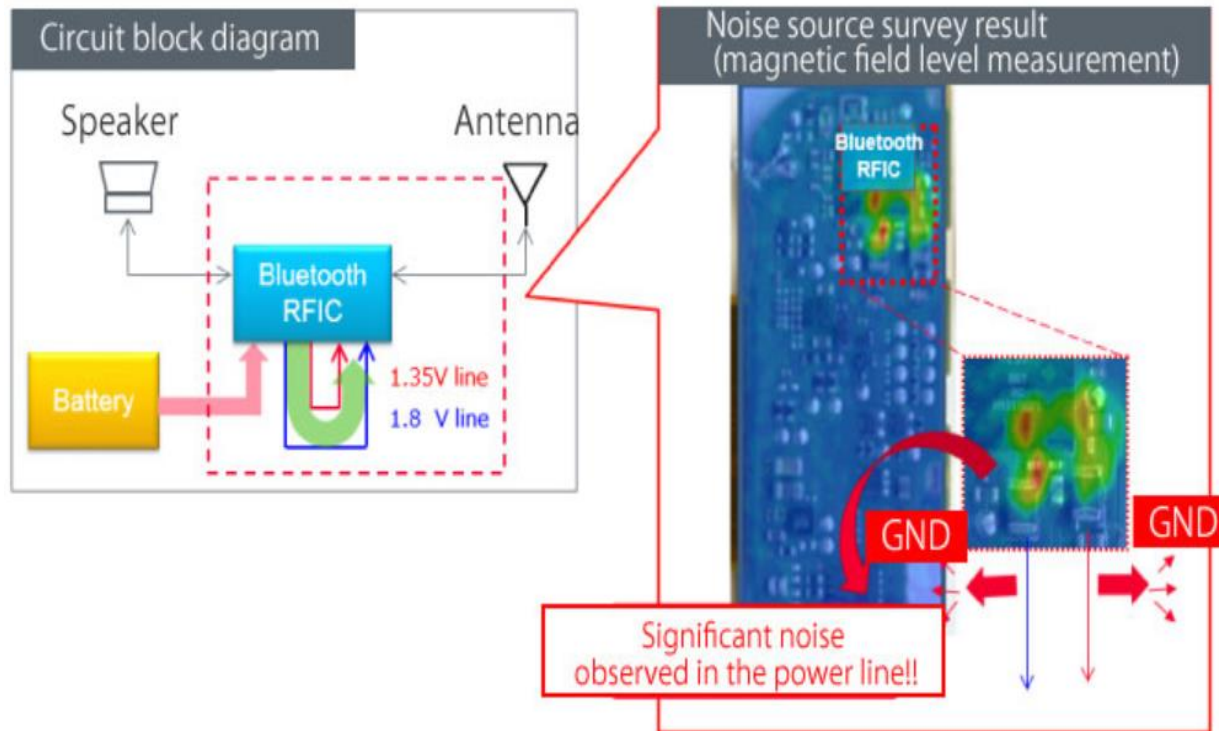 Circuit block diagram
Speaker
Antenna
Bluetooth
RFIC
Battery
1.35V line
1.8 V line
Noise source survey result
(magnetic field level measurement)
Bluetooth
RFIC
GND
GND
Significant noise
observed in the power line!!